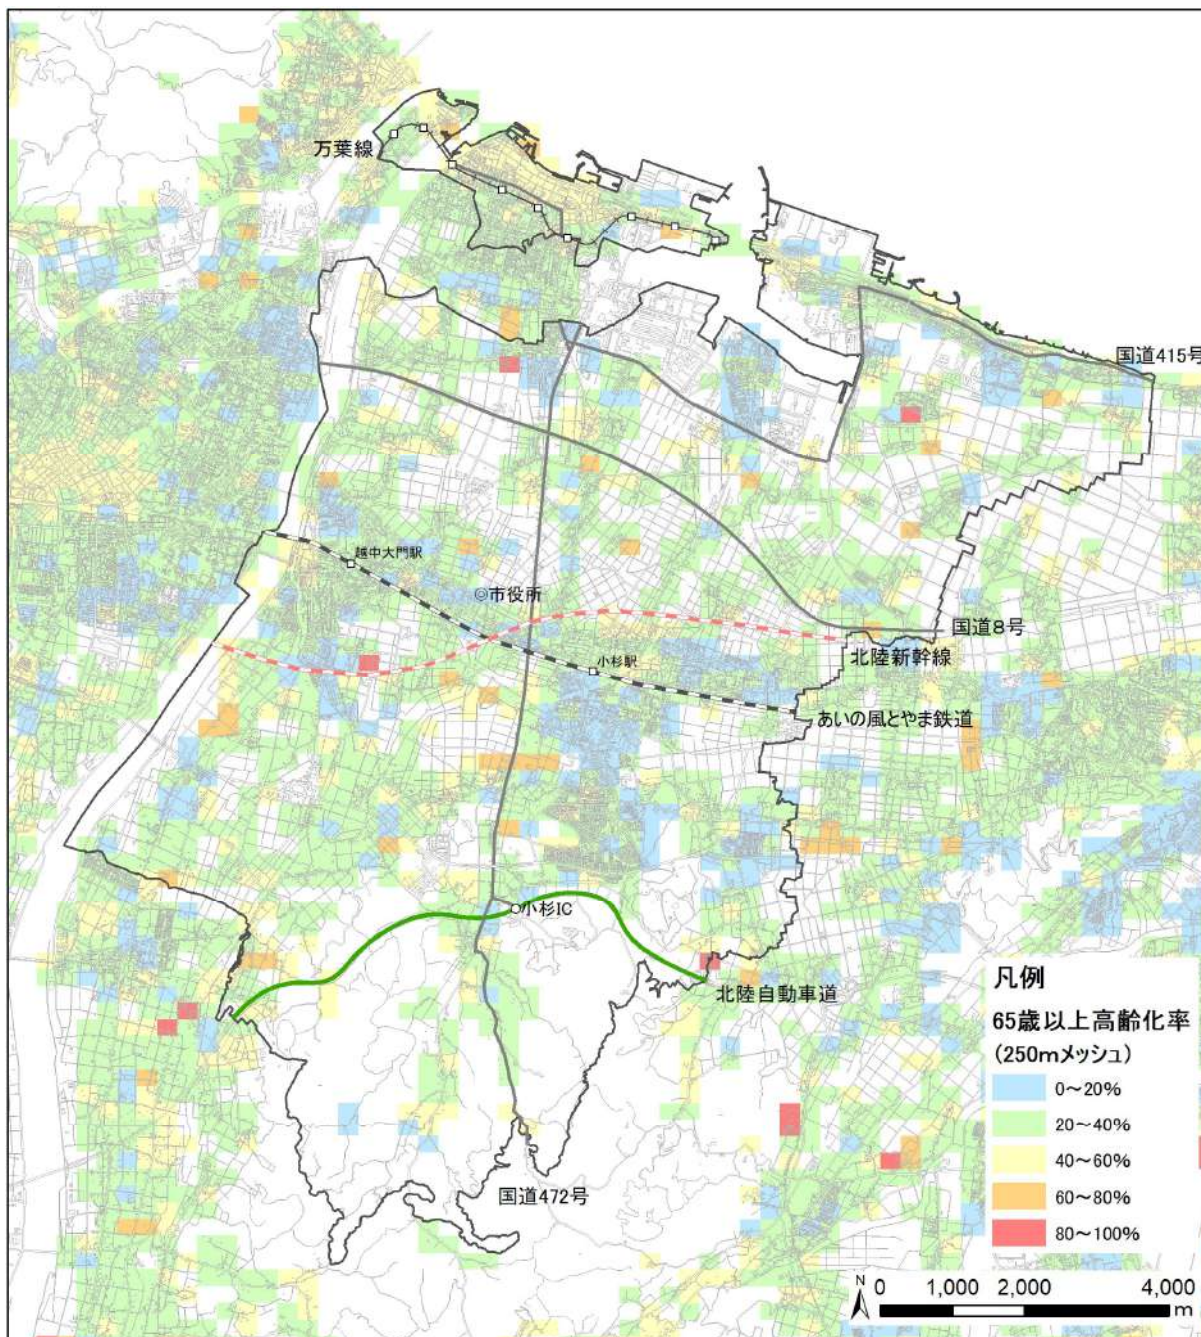 万葉線
国道415号
越中大門駅
◎市役所
国道8号
北陸新幹線
小杉駅
あいの風とやま鉄道
小杉IC
北陸自動車道
国道472号
凡例
65歳以上高齢化率
(250mメッシュ)
0～20%
20～40%
40～60%
60～80%
80～100%
N
0 1,000 2,000 4,000
m